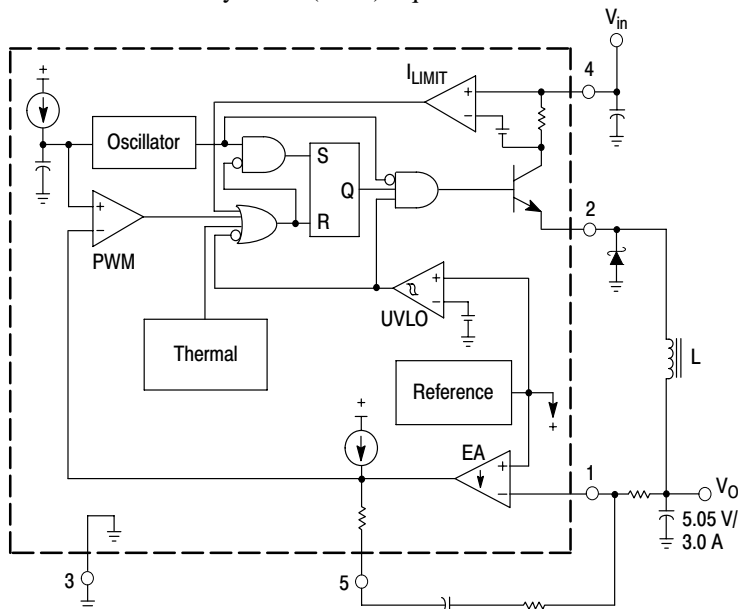 V_in
4
I_LIMIT
+
−
+
Oscillator
S
Q
R
+
−
PWM
2
+
−
UVLO
Thermal
L
Reference
+
+
EA
+
−
1
V_O
5.05 V/
3.0 A
3
5